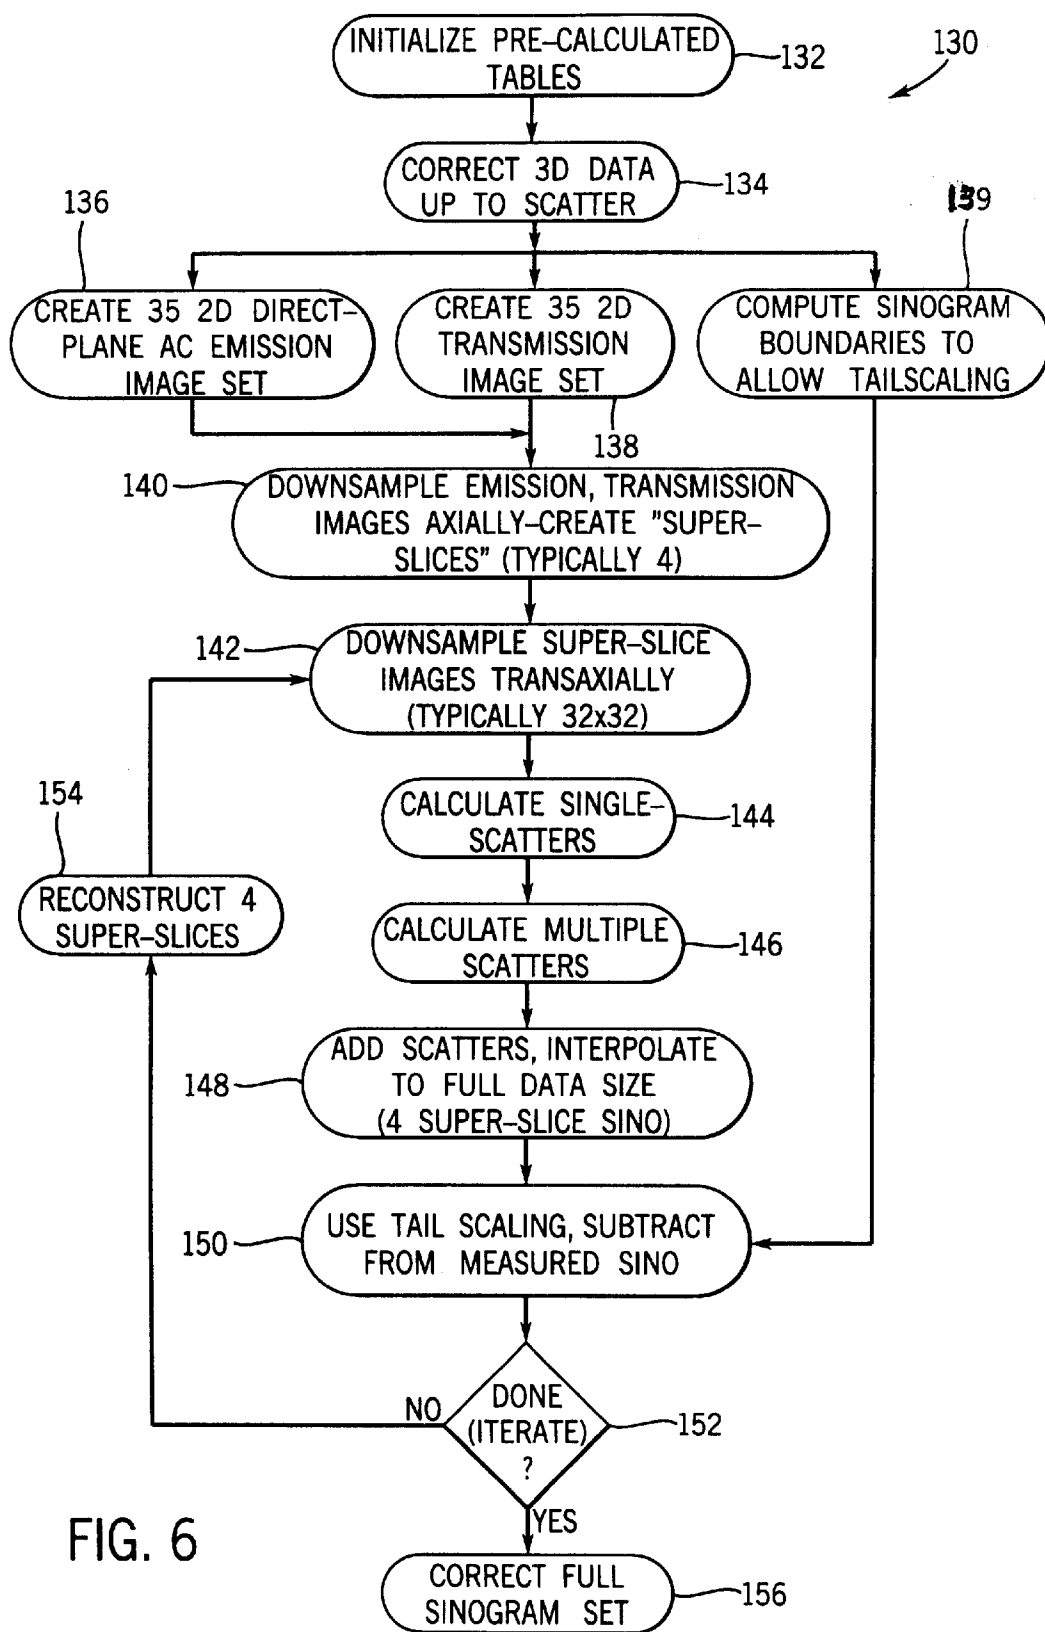 INITIALIZE PRE-CALCULATED
TABLES
132
130
CORRECT 3D DATA
UP TO SCATTER
134
136
139
CREATE 35 2D DIRECT-
PLANE AC EMISSION
IMAGE SET
CREATE 35 2D
TRANSMISSION
IMAGE SET
138
COMPUTE SINOGRAM
BOUNDARIES TO
ALLOW TAILSCALING
140
DOWNSAMPLE EMISSION, TRANSMISSION
IMAGES AXIALLY-CREATE "SUPER-
SLICES" (TYPICALLY 4)
142
DOWNSAMPLE SUPER-SLICE
IMAGES TRANSAXIALLY
(TYPICALLY 32x32)
154
CALCULATE SINGLE-
SCATTERS
144
RECONSTRUCT 4
SUPER-SLICES
CALCULATE MULTIPLE
SCATTERS
146
148
ADD SCATTERS, INTERPOLATE
TO FULL DATA SIZE
(4 SUPER-SLICE SINO)
150
USE TAIL SCALING, SUBTRACT
FROM MEASURED SINO
NO
DONE
(ITERATE)
?
152
YES
FIG. 6
CORRECT FULL
SINOGRAM SET
156